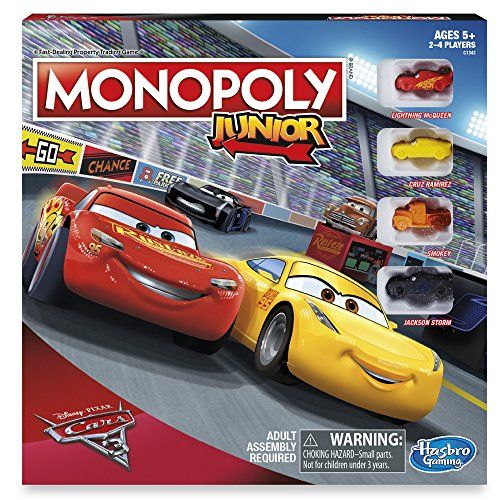 Fast-Dealing Property Trading Game
AGES 5+
2-4 PLAYERS
C1343
MONOPOLY
JUNIOR
LIGHTNING McQUEEN
CRUZ RAMIREZ
SMOKEY
JACKSON STORM
GO
CHANCE
FREE
Rusteze
DISNEY·PIXAR
Cars
3
ADULT
ASSEMBLY
REQUIRED
WARNING:
CHOKING HAZARD–Small parts.
Not for children under 3 years.
Hasbro
Gaming